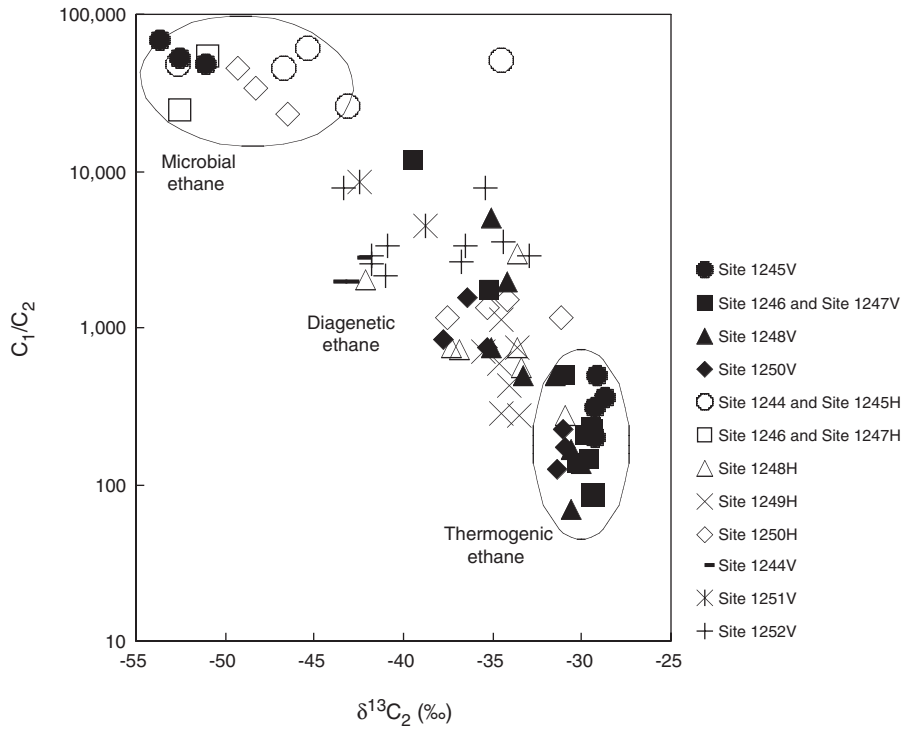 100,000
10,000
1,000
100
10
C₁/C₂
-55 -50 -45 -40 -35 -30 -25
δ¹³C₂ (‰)
Microbial
ethane
Diagenetic
ethane
Thermogenic
ethane
Site 1245V
Site 1246 and Site 1247V
Site 1248V
Site 1250V
Site 1244 and Site 1245H
Site 1246 and Site 1247H
Site 1248H
Site 1249H
Site 1250H
Site 1244V
Site 1251V
Site 1252V